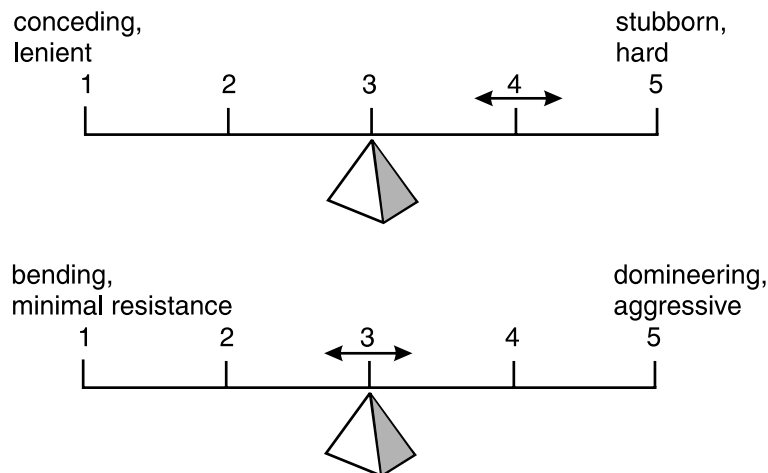 conceding,
lenient
stubborn,
hard
1 2 3 4 5
bending,
minimal resistance
domineering,
aggressive
1 2 3 4 5